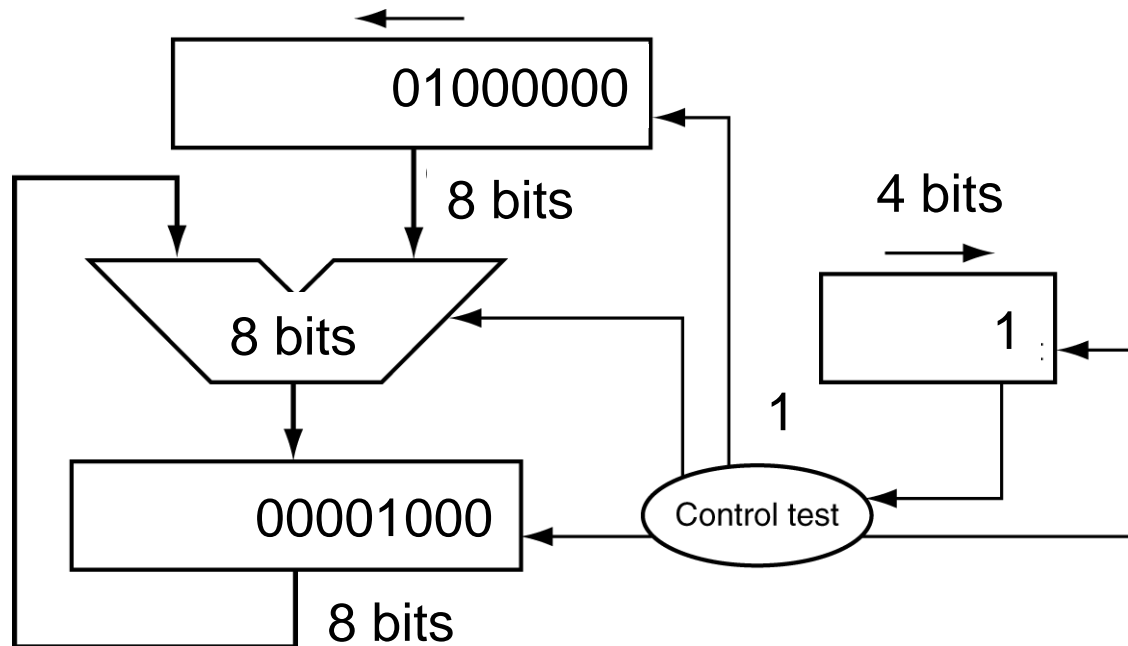 01000000
8 bits
4 bits
8 bits
1
1
Control test
00001000
8 bits